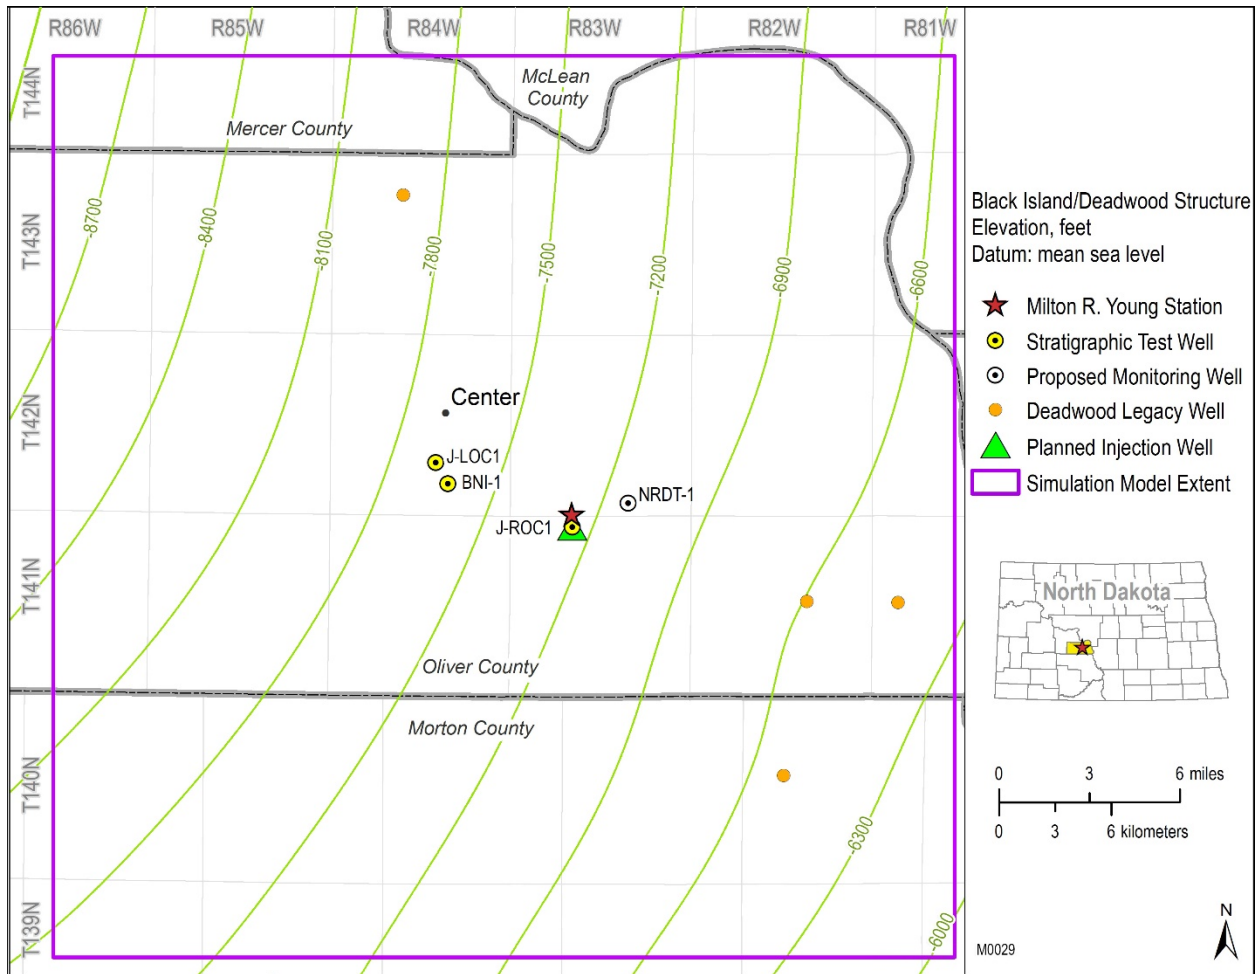 R86W
R85W
R84W
R83W
R82W
R81W
T144N
T143N
T142N
T141N
T140N
T139N
McLean
County
Mercer County
-8700
-8400
-8100
-7800
-7500
-7200
-6900
-6600
Center
J-LOC1
BNI-1
NRDT-1
J-ROC1
Oliver County
Morton County
-6300
-6000
Black Island/Deadwood Structure
Elevation, feet
Datum: mean sea level
Milton R. Young Station
Stratigraphic Test Well
Proposed Monitoring Well
Deadwood Legacy Well
Planned Injection Well
Simulation Model Extent
North Dakota
0 3 6 miles
0 3 6 kilometers
N
M0029